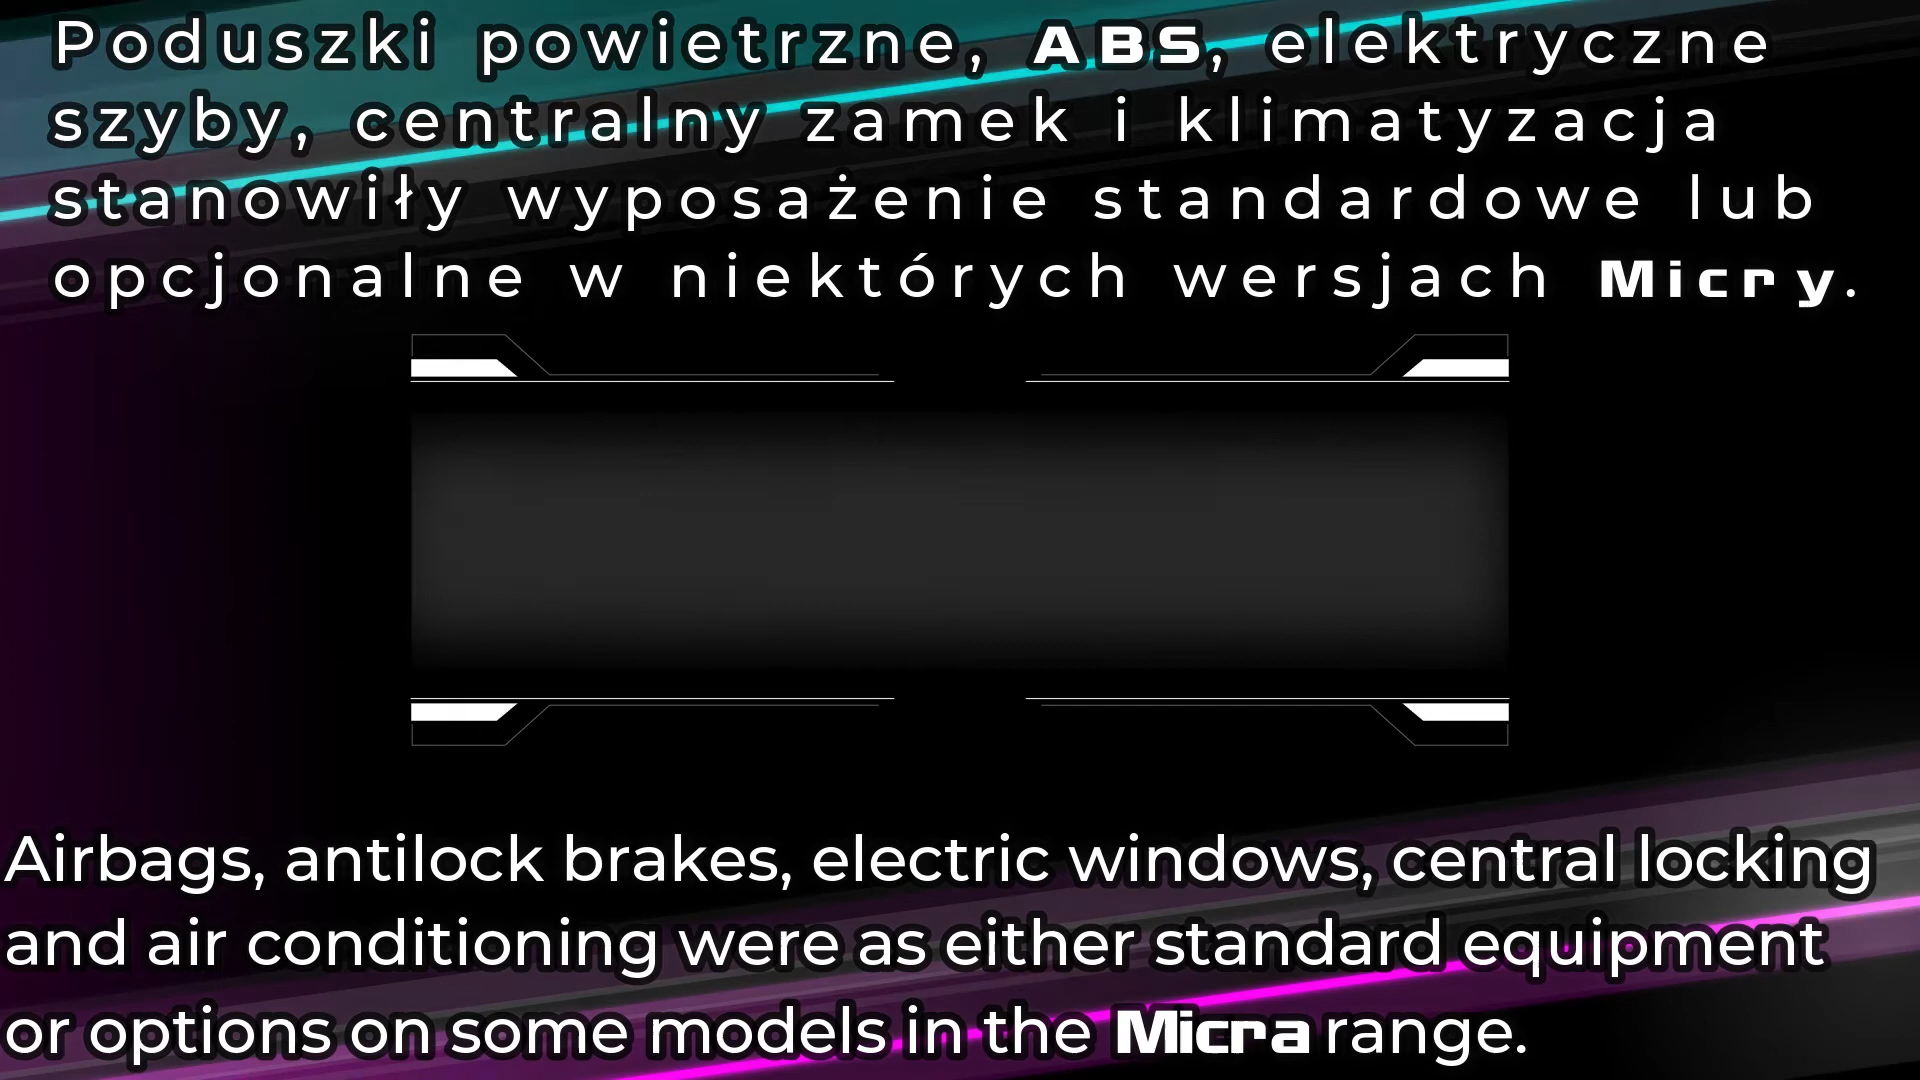 Poduszki powietrzne, ABS, elektryczne
szyby, centralny zamek i klimatyzacja
stanowiły wyposażenie standardowe lub
opcjonalne w niektórych wersjach Micry.
Airbags, antilock brakes, electric windows, central locking
and air conditioning were as either standard equipment
or options on some models in the Micra range.